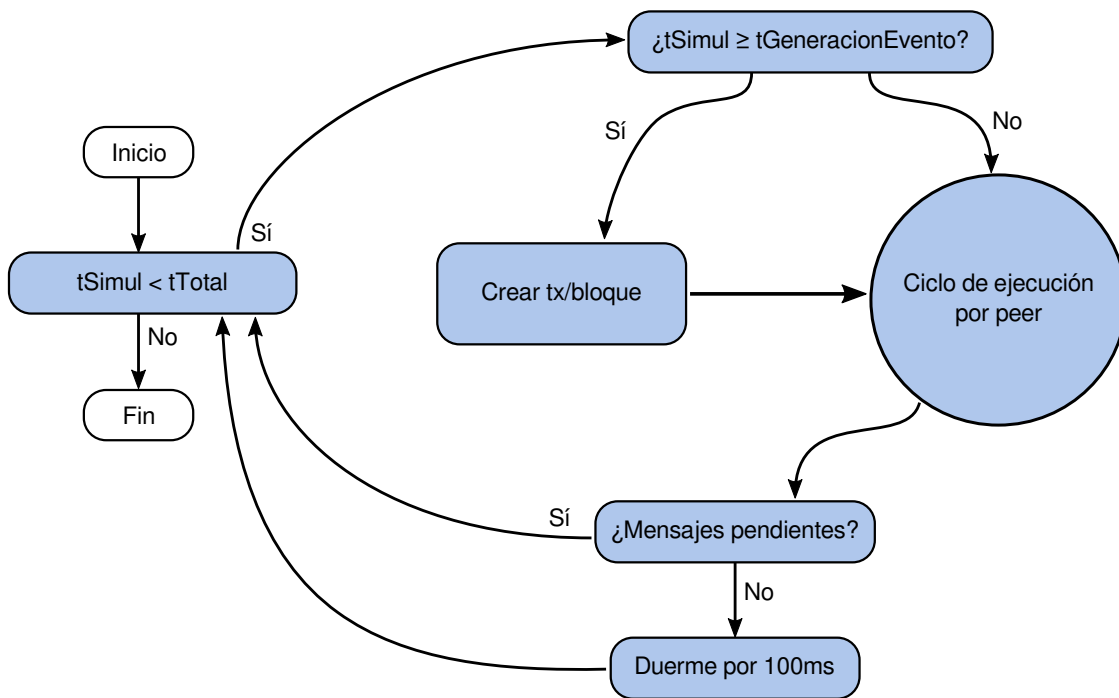 ¿tSimul ≥ tGeneracionEvento?
Sí
No
Inicio
Sí
tSimul < tTotal
Crear tx/bloque
Ciclo de ejecución
por peer
No
Fin
Sí
¿Mensajes pendientes?
No
Duerme por 100ms